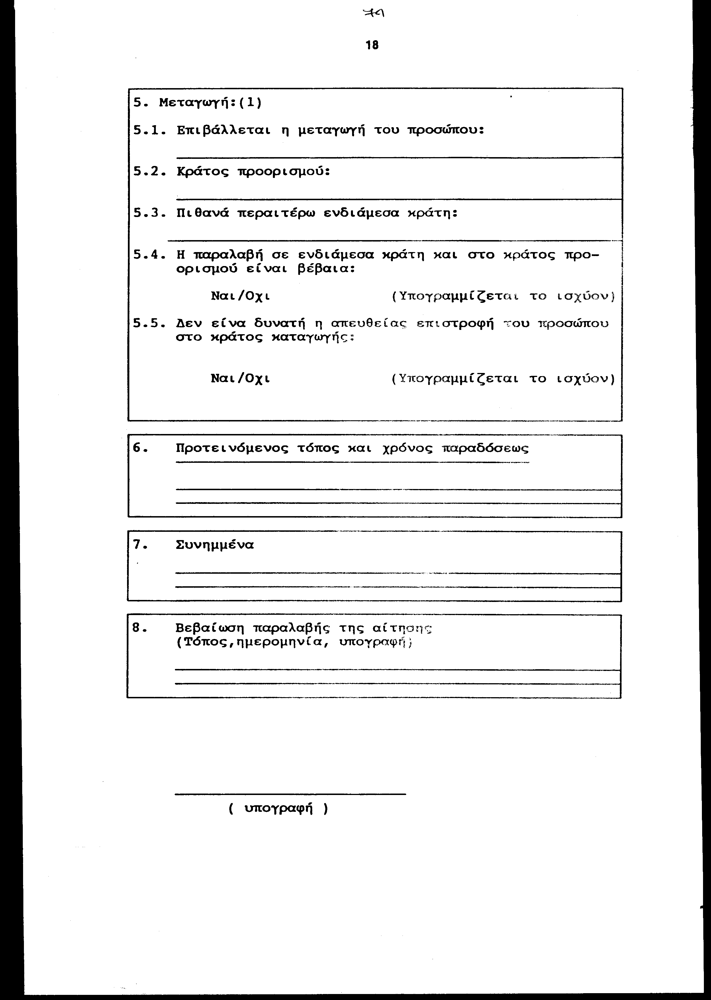 18
5. Μεταγωγή:(1)
5.1. Επιβάλλεται η μεταγωγή του προσώπου:
5.2. Κράτος προορισμού:
5.3. Πιθανά περαιτέρω ενδιάμεσα κράτη:
5.4. Η παραλαβή σε ενδιάμεσα κράτη και στο κράτος προ-
ορισμού είναι βέβαια:
Ναι/Οχι (Υπογραμμίζεται το ισχύον)
5.5. Δεν είνα δυνατή η απευθείας επιστροφή του προσώπου
στο κράτος καταγωγής:
Ναι/Οχι (Υπογραμμίζεται το ισχύον)
6. Προτεινόμενος τόπος και χρόνος παραδόσεως
7. Συνημμένα
8. Βεβαίωση παραλαβής της αίτησης
(Τόπος,ημερομηνία, υπογραφή)
( υπογραφή )